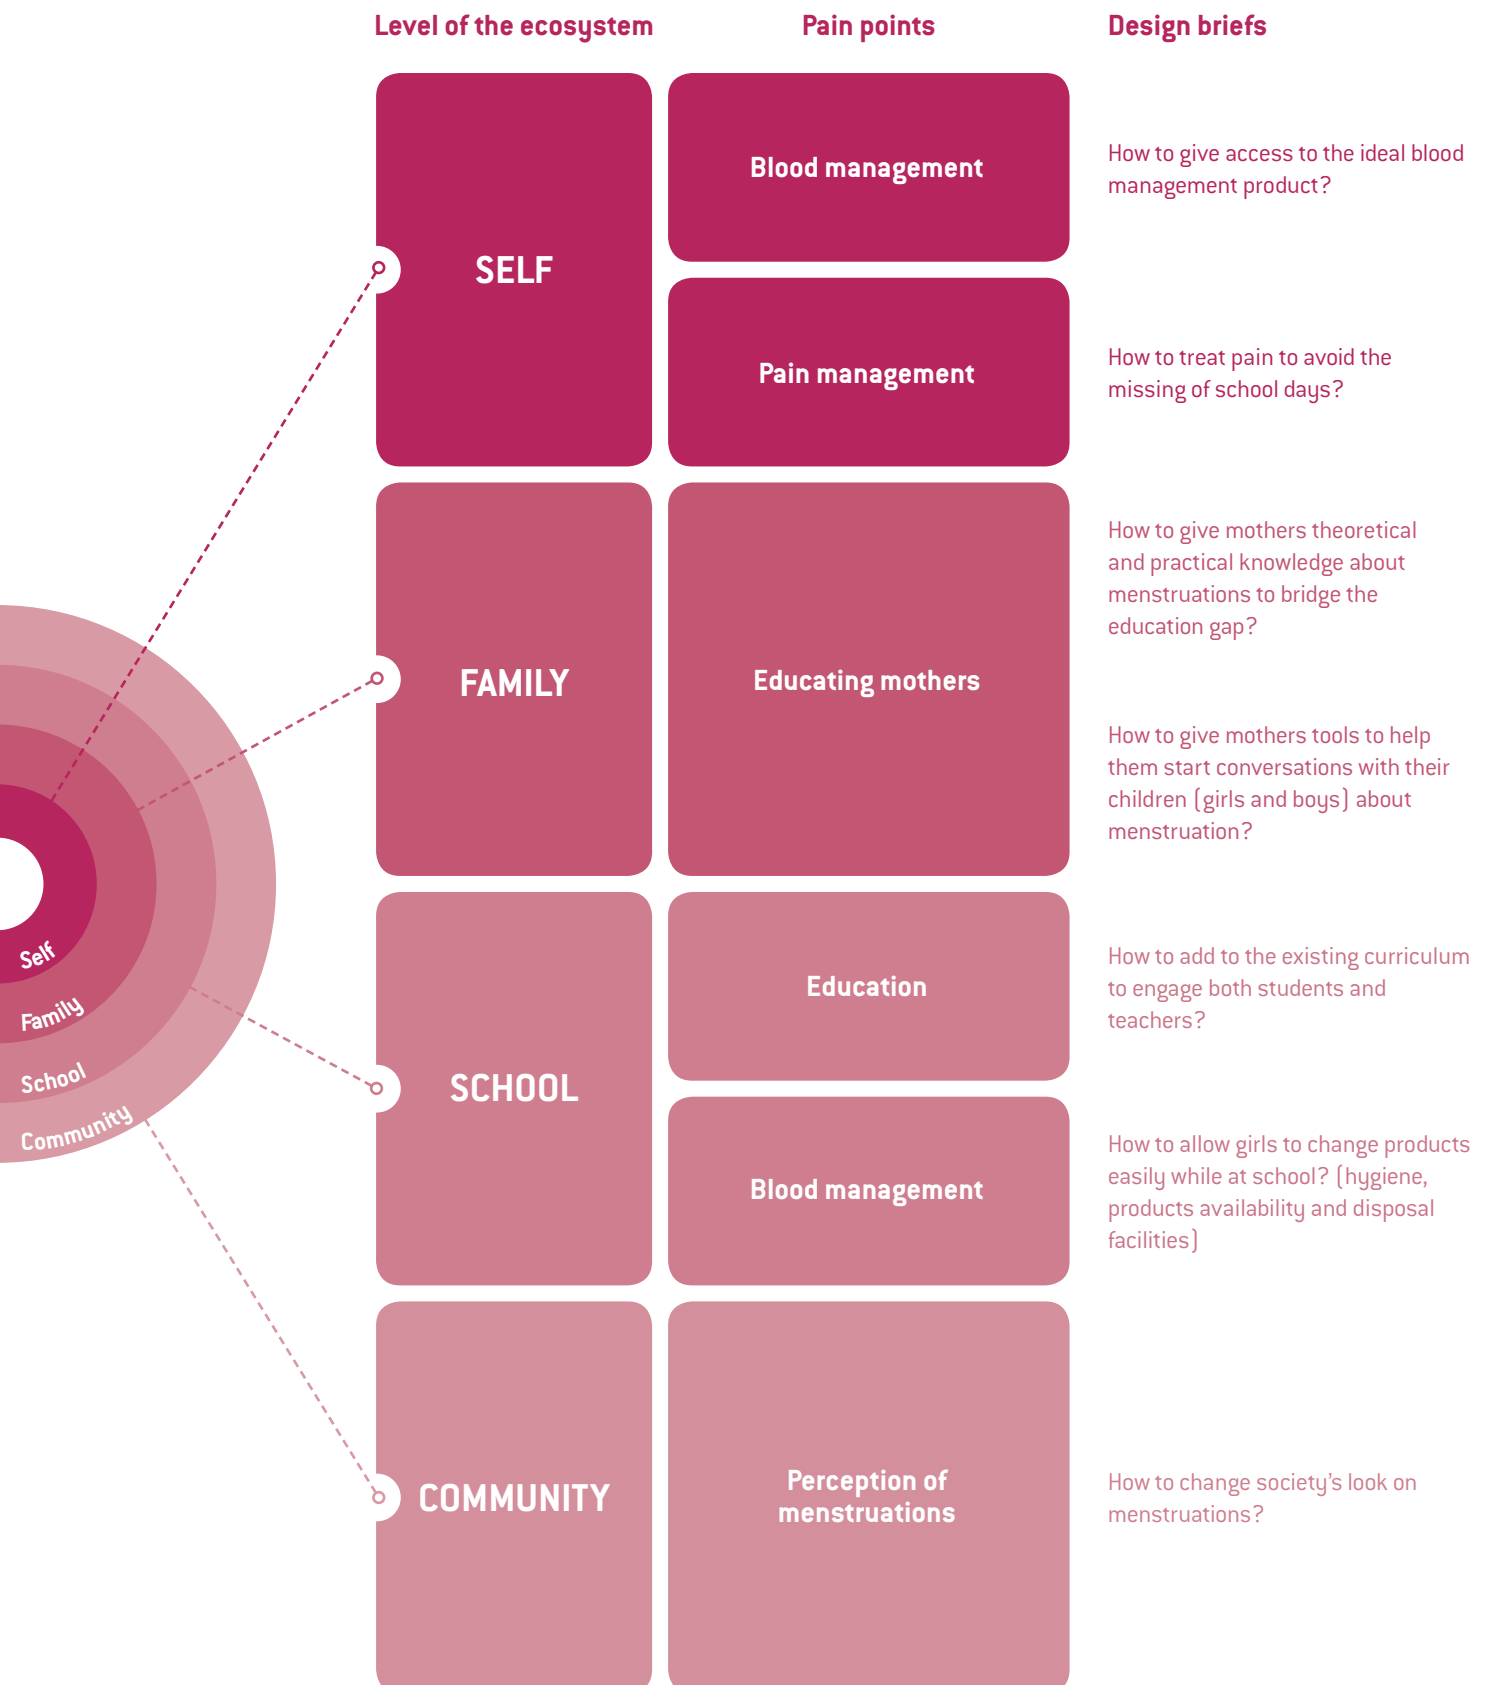 Level of the ecosystem
Pain points
Design briefs
SELF
Blood management
How to give access to the ideal blood
management product?
Pain management
How to treat pain to avoid the
missing of school days?
FAMILY
Educating mothers
How to give mothers theoretical
and practical knowledge about
menstruations to bridge the
education gap?
How to give mothers tools to help
them start conversations with their
children (girls and boys) about
menstruation?
SCHOOL
Education
How to add to the existing curriculum
to engage both students and
teachers?
Blood management
How to allow girls to change products
easily while at school? (hygiene,
products availability and disposal
facilities)
COMMUNITY
Perception of
menstruations
How to change society’s look on
menstruations?
Self
Family
School
Community